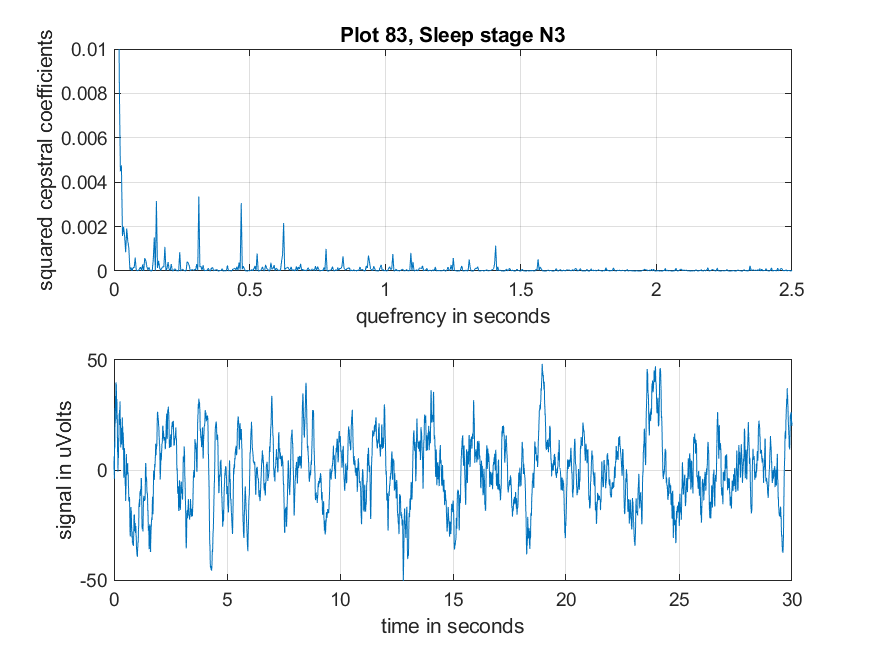 Plot 83, Sleep stage N3
squared cepstral coefficients
0.01
0.008
0.006
0.004
0.002
0
0 0.5 1 1.5 2 2.5
quefrency in seconds
signal in uVolts
50
0
-50
0 5 10 15 20 25 30
time in seconds